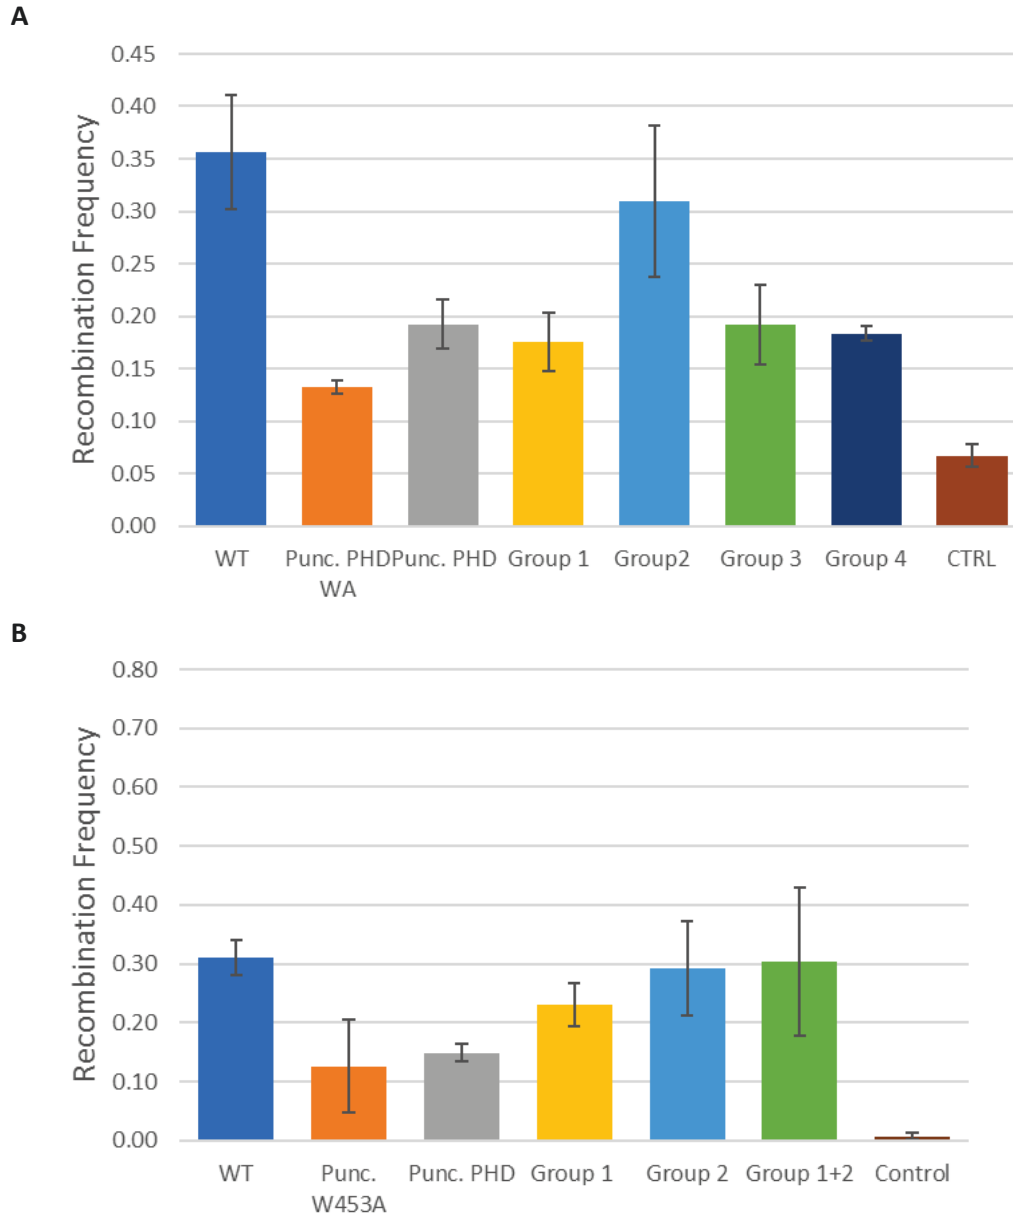 A
Recombination Frequency
0.45
0.40
0.35
0.30
0.25
0.20
0.15
0.10
0.05
0.00
WT
Punc. PHD
WA
Punc. PHD
Group 1
Group2
Group 3
Group 4
CTRL
B
Recombination Frequency
0.80
0.70
0.60
0.50
0.40
0.30
0.20
0.10
0.00
WT
Punc.
W453A
Punc. PHD
Group 1
Group 2
Group 1+2
Control